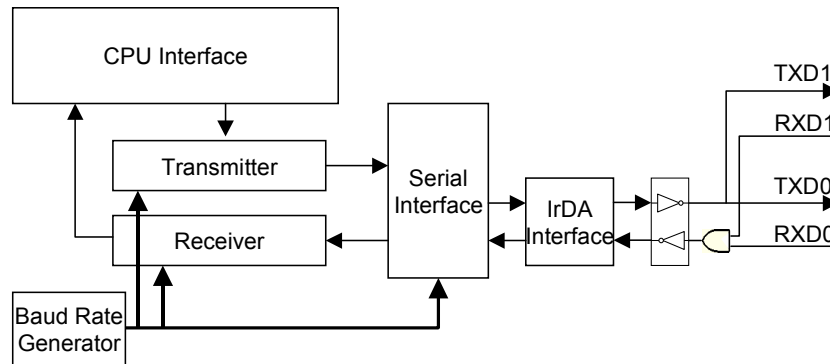 CPU Interface
TXD1
RXD1
Transmitter
Serial
Interface
TXD0
IrDA
Interface
Receiver
RXD0
Baud Rate
Generator